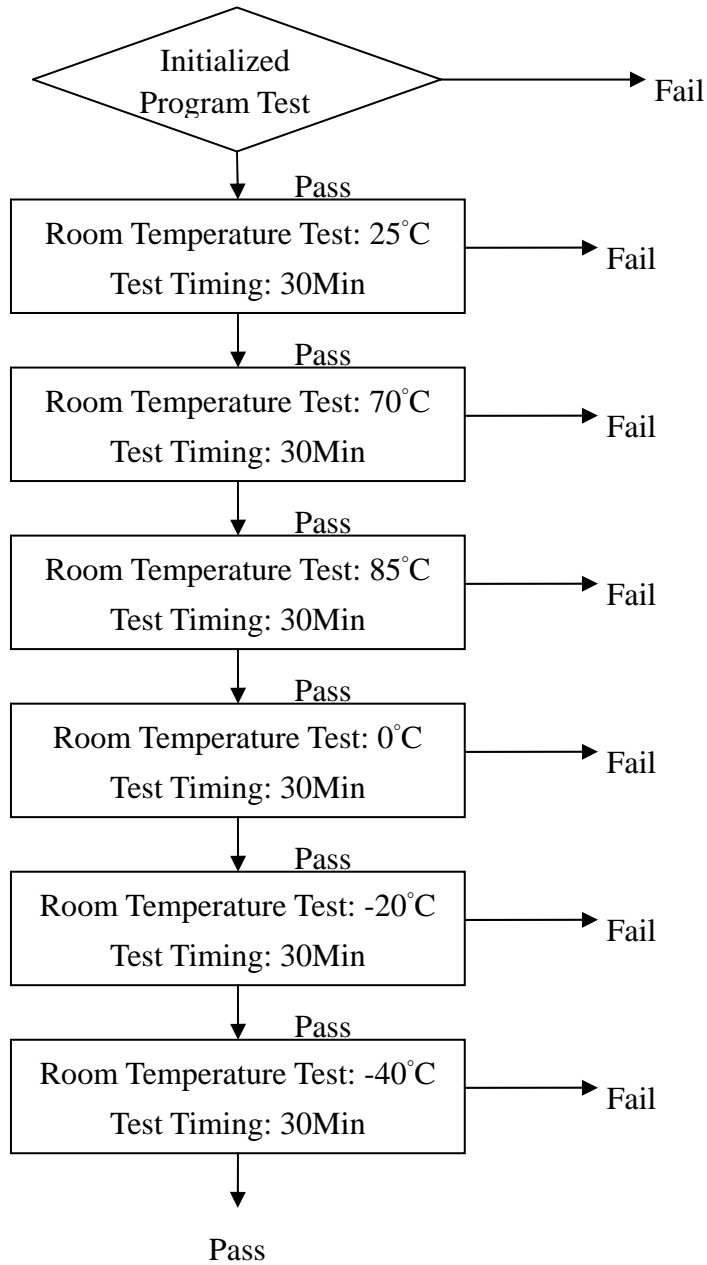 Initialized
Program Test
Fail
Pass
Room Temperature Test: 25°C
Test Timing: 30Min
Fail
Pass
Room Temperature Test: 70°C
Test Timing: 30Min
Fail
Pass
Room Temperature Test: 85°C
Test Timing: 30Min
Fail
Pass
Room Temperature Test: 0°C
Test Timing: 30Min
Fail
Pass
Room Temperature Test: -20°C
Test Timing: 30Min
Fail
Pass
Room Temperature Test: -40°C
Test Timing: 30Min
Fail
Pass